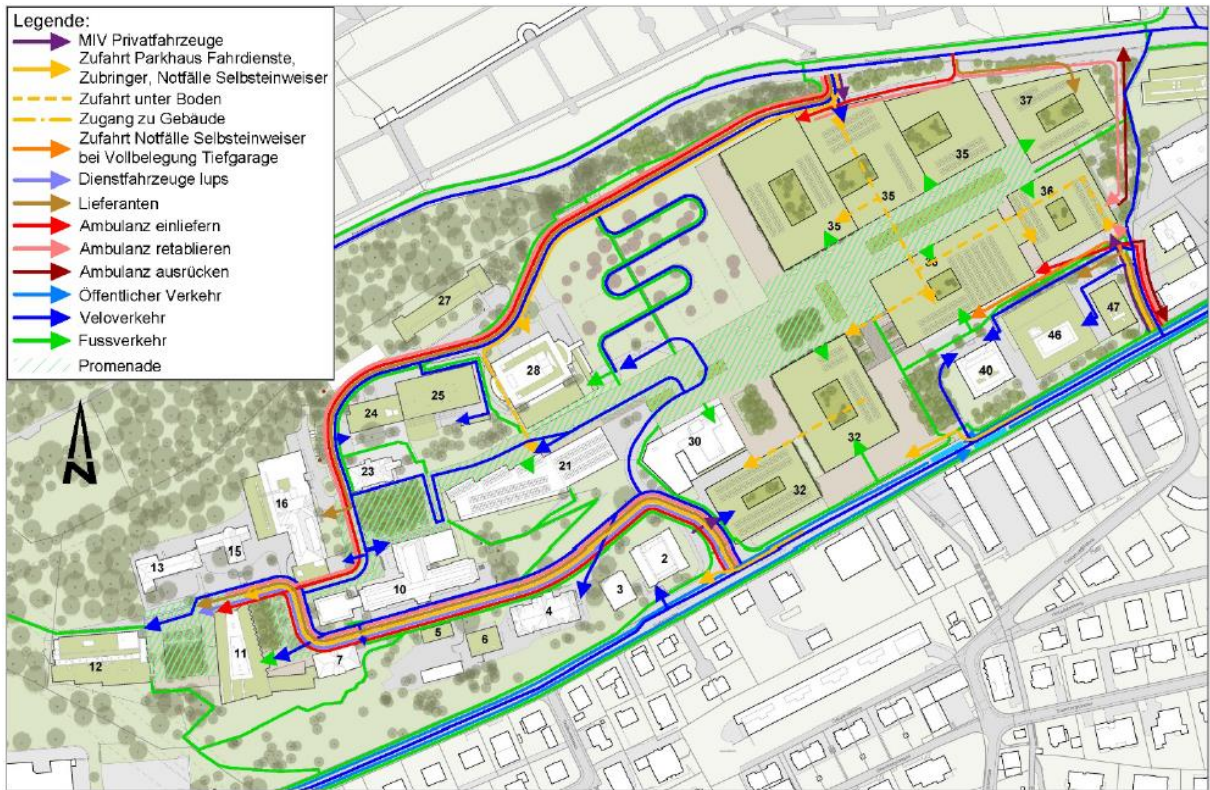 Legende:
MIV Privatfahrzeuge
Zufahrt Parkhaus Fahrdienste,
Zubringer, Notfälle Selbsteinweiser
Zufahrt unter Boden
Zugang zu Gebäude
Zufahrt Notfälle Selbsteinweiser
bei Vollbelegung Tiefgarage
Dienstfahrzeuge lups
Lieferanten
Ambulanz einliefern
Ambulanz retablieren
Ambulanz ausrücken
Öffentlicher Verkehr
Veloverkehr
Fussverkehr
Promenade
N
37
35
35
35
36
33
27
28
25
24
23
21
30
32
32
40
46
47
16
15
13
10
12
11
7
5
6
4
3
2